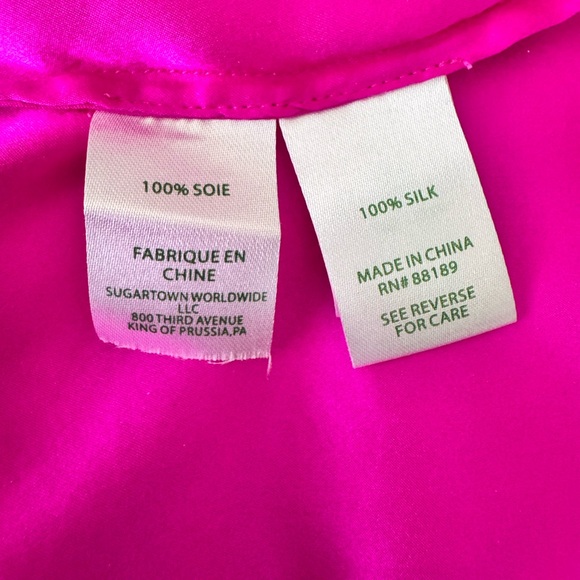 100% SOIE
FABRIQUE EN
CHINE
SUGARTOWN WORLDWIDE
LLC
800 THIRD AVENUE
KING OF PRUSSIA,PA
100% SILK
MADE IN CHINA
RN# 88189
SEE REVERSE
FOR CARE